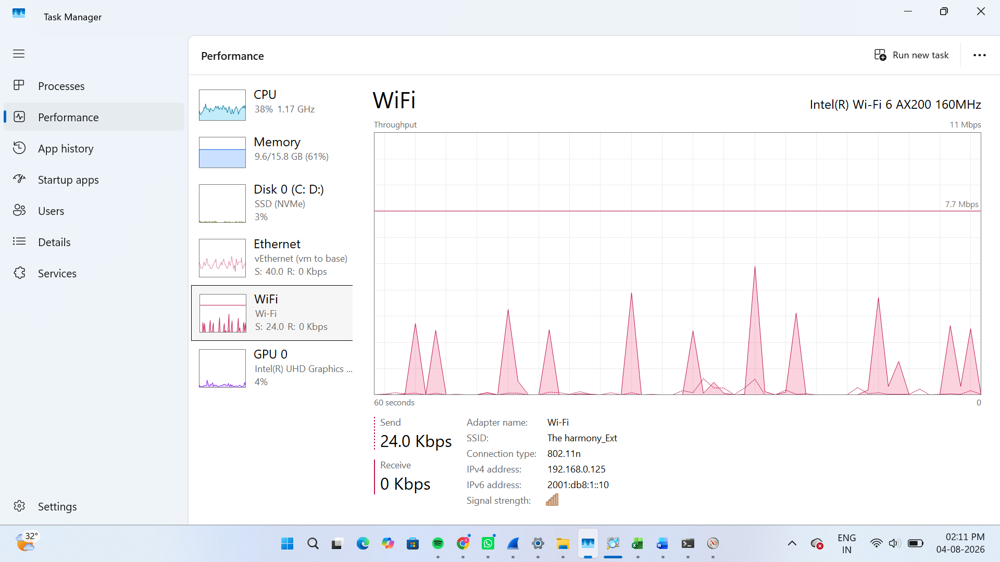 Task Manager
Processes
Performance
App history
Startup apps
Users
Details
Services
Settings
Performance
Run new task
CPU
38% 1.17 GHz
Memory
9.6/15.8 GB (61%)
Disk 0 (C: D:)
SSD (NVMe)
3%
Ethernet
vEthernet (vm to base)
S: 40.0 R: 0 Kbps
WiFi
Wi-Fi
S: 24.0 R: 0 Kbps
GPU 0
Intel(R) UHD Graphics ...
4%
WiFi
Intel(R) Wi-Fi 6 AX200 160MHz
Throughput
11 Mbps
7.7 Mbps
60 seconds
0
Send
24.0 Kbps
Receive
0 Kbps
Adapter name: Wi-Fi
SSID: The harmony_Ext
Connection type: 802.11n
IPv4 address: 192.168.0.125
IPv6 address: 2001:db8:1::10
Signal strength:
32°
ENG
IN
02:11 PM
04-08-2026